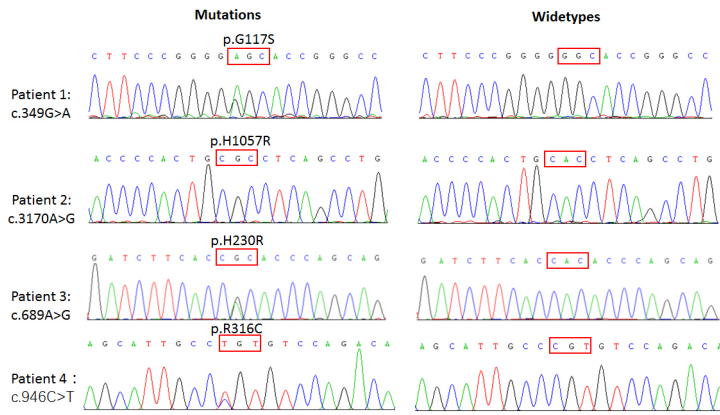 Mutations Widetypes
p.G117S
C T T C C C G G G G A G C A C C G G G C C C T T C C C G G G G G G C A C C G G G C C
Patient 1:
c.349G>A
p.H1057R
A C C C C A C T G C G C C T C A G C C T G A C C C C A C T G C A C C T C A G C C T G
Patient 2:
c.3170A>G
p.H230R
G A T C T T C A C C G C A C C C A G C A G G A T C T T C A C C A C A C C C A G C A G
Patient 3:
c.689A>G
p.R316C
A G C A T T G C C T G T G T C C A G A C A A G C A T T G C C C G T G T C C A G A C A
Patient 4：
c.946C>T